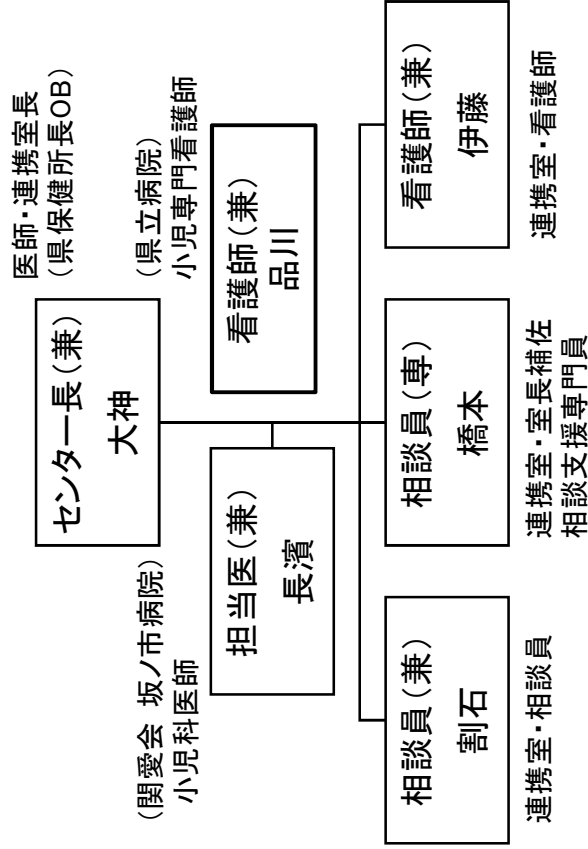 医師・連携室長
(県保健所長OB)
センター長(兼)
大神
(関愛会 坂ノ市病院)
小児科医師
担当医(兼)
長濱
(県立病院)
小児専門看護師
看護師(兼)
品川
相談員(兼)
割石
連携室・相談員
相談員(専)
橋本
連携室・室長補佐
相談支援専門員
看護師(兼)
伊藤
連携室・看護師